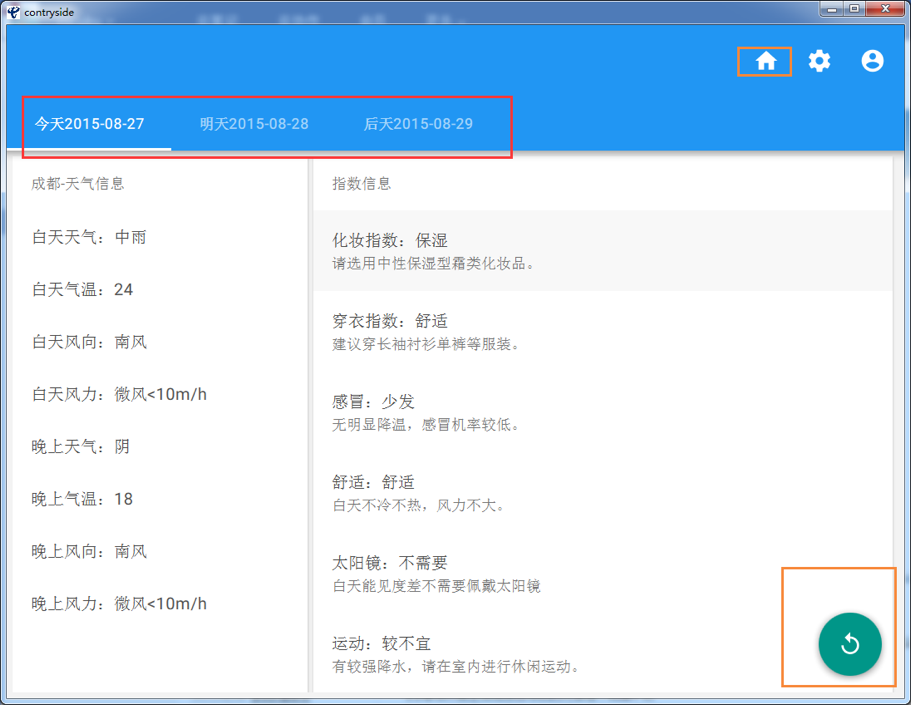 contryside
今天2015-08-27
明天2015-08-28
后天2015-08-29
成都-天气信息
白天天气：中雨
白天气温：24
白天风向：南风
白天风力：微风<10m/h
晚上天气：阴
晚上气温：18
晚上风向：南风
晚上风力：微风<10m/h
指数信息
化妆指数：保湿
请选用中性保湿型霜类化妆品。
穿衣指数：舒适
建议穿长袖衬衫单裤等服装。
感冒：少发
无明显降温，感冒机率较低。
舒适：舒适
白天不冷不热，风力不大。
太阳镜：不需要
白天能见度差不需要佩戴太阳镜
运动：较不宜
有较强降水，请在室内进行休闲运动。